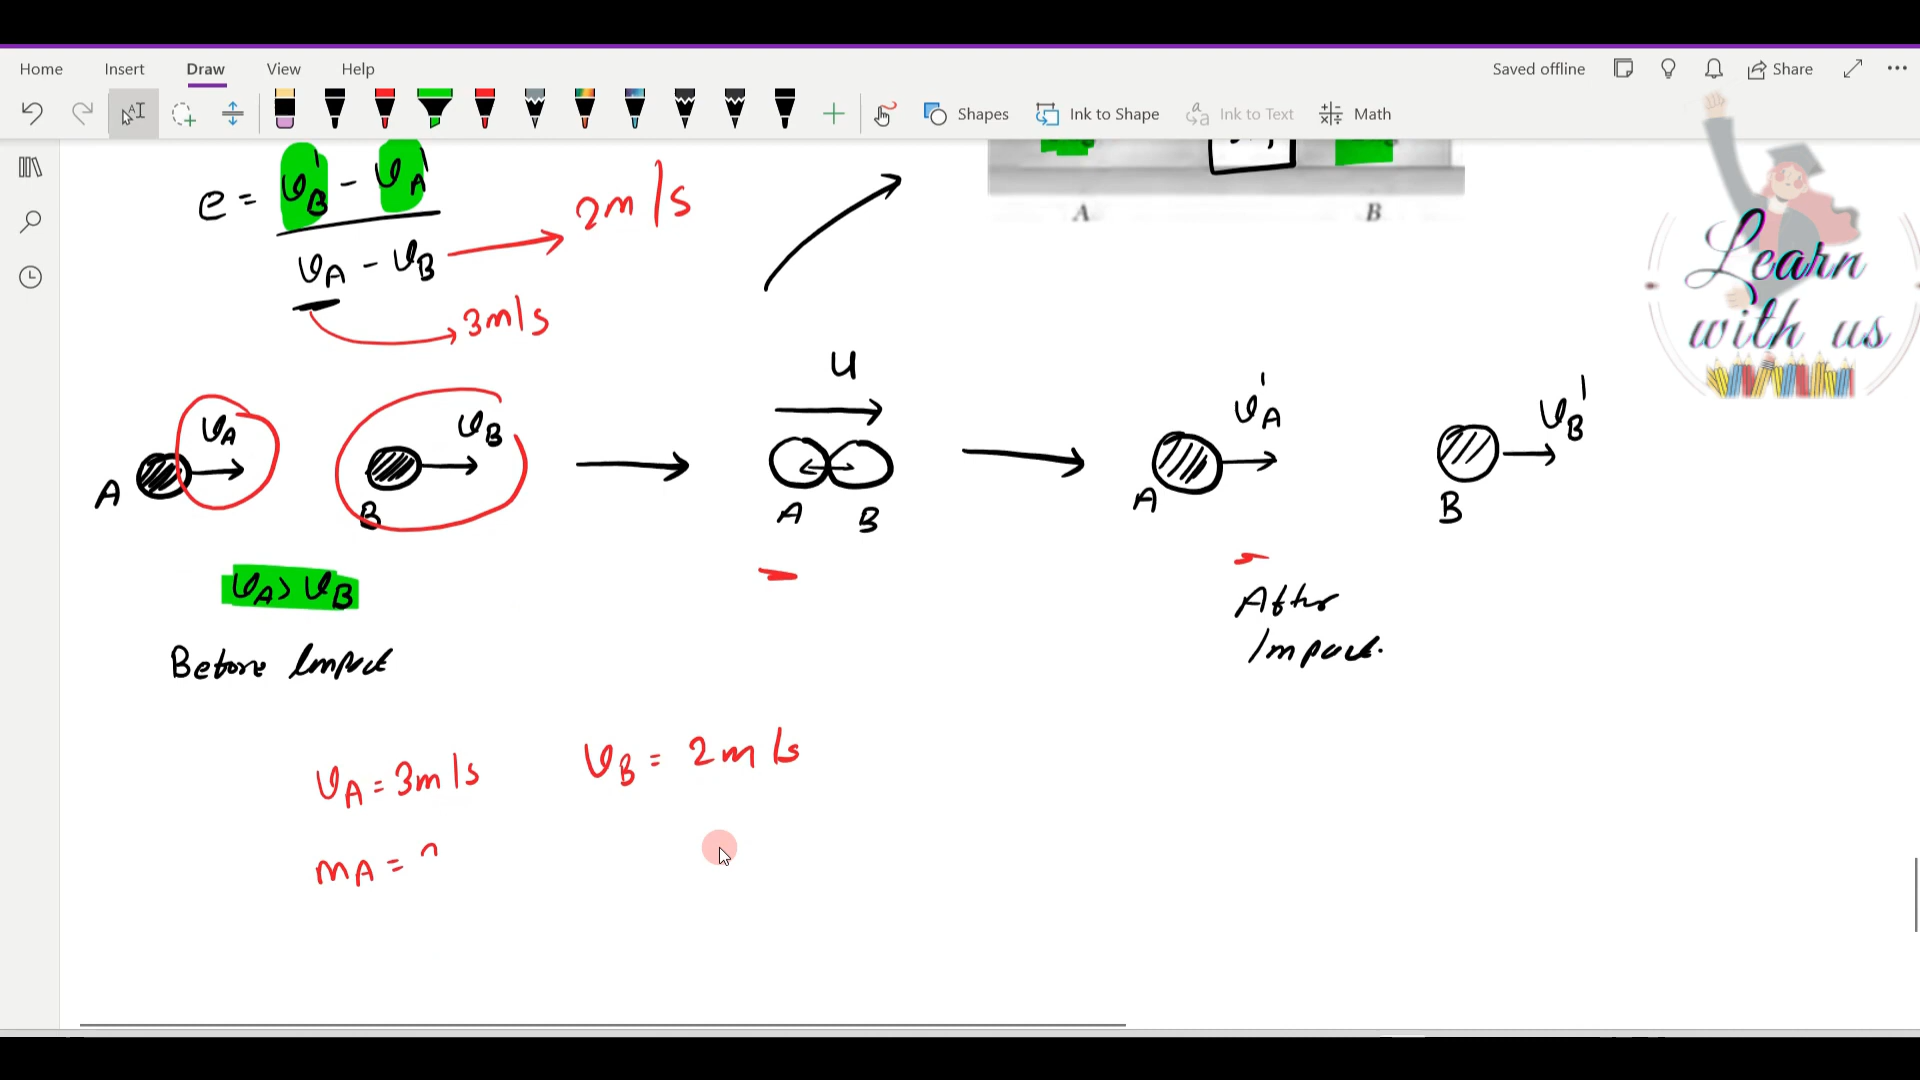 Home Insert Draw View Help Saved offline Share
Shapes Ink to Shape Ink to Text Math
e = v'B - v'A
vA - vB
2m/s
3m/s
A B
Learn
with us
vA vB u v'A v'B
A B A B A B
vA > vB
Before Impact
After
Impact.
vA = 3m/s vB = 2m/s
mA =